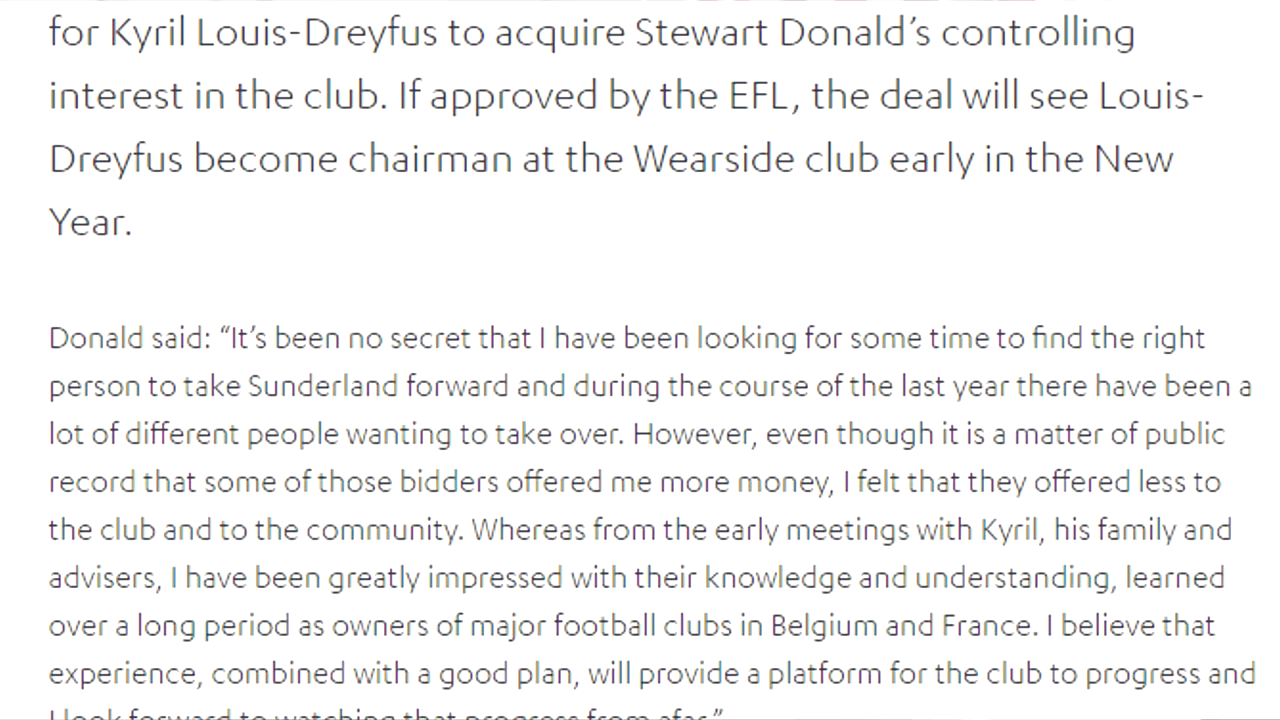 for Kyril Louis-Dreyfus to acquire Stewart Donald’s controlling
interest in the club. If approved by the EFL, the deal will see Louis-
Dreyfus become chairman at the Wearside club early in the New
Year.
Donald said: “It’s been no secret that I have been looking for some time to find the right
person to take Sunderland forward and during the course of the last year there have been a
lot of different people wanting to take over. However, even though it is a matter of public
record that some of those bidders offered me more money, I felt that they offered less to
the club and to the community. Whereas from the early meetings with Kyril, his family and
advisers, I have been greatly impressed with their knowledge and understanding, learned
over a long period as owners of major football clubs in Belgium and France. I believe that
experience, combined with a good plan, will provide a platform for the club to progress and
I look forward to watching that progress from afar.”